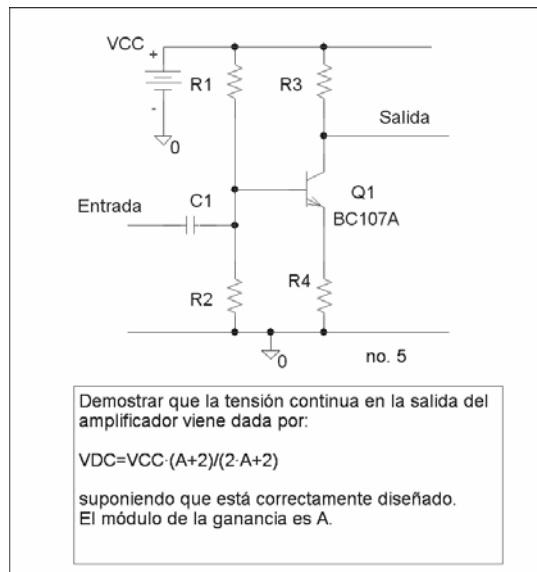 VCC
+
-
0
R1
R3
Salida
Entrada
C1
Q1
BC107A
R2
R4
0
no. 5
Demostrar que la tensión continua en la salida del
amplificador viene dada por:
VDC=VCC·(A+2)/(2·A+2)
suponiendo que está correctamente diseñado.
El módulo de la ganancia es A.